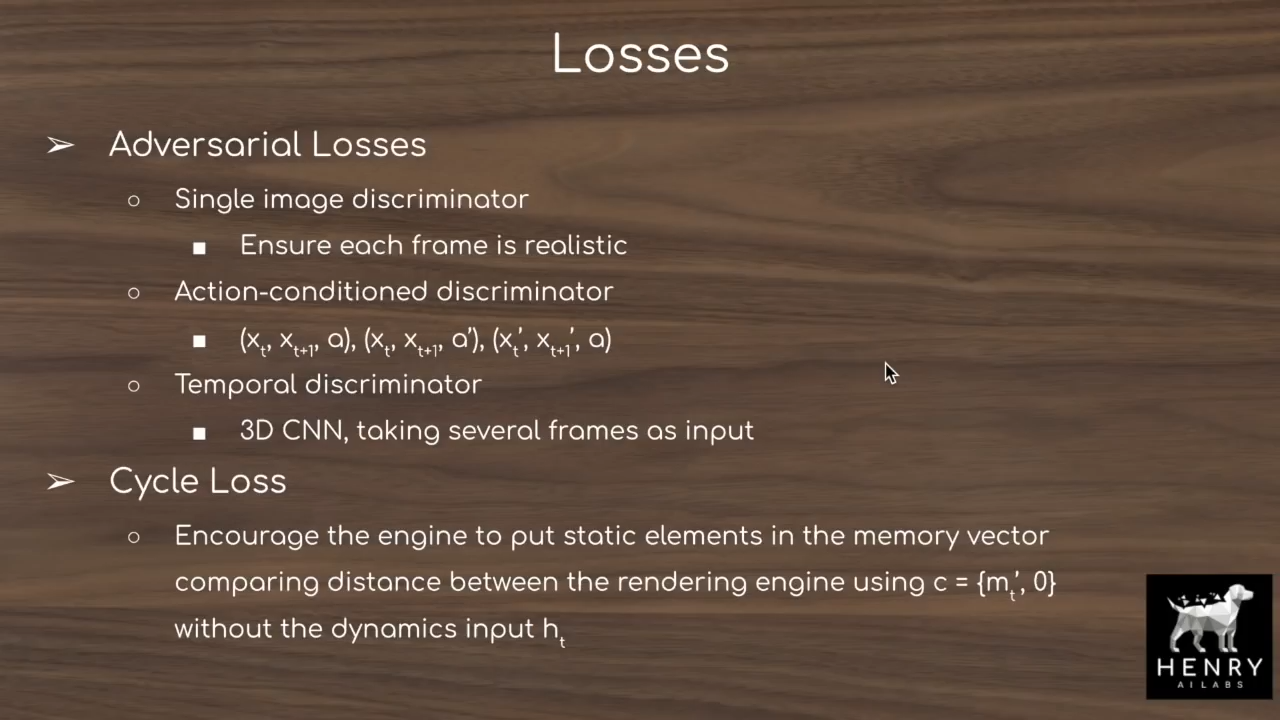 Losses
➢ Adversarial Losses
○ Single image discriminator
■ Ensure each frame is realistic
○ Action-conditioned discriminator
■ (xₜ, xₜ₊₁, a), (xₜ, xₜ₊₁, a’), (xₜ’, xₜ₊₁’, a)
○ Temporal discriminator
■ 3D CNN, taking several frames as input
➢ Cycle Loss
○ Encourage the engine to put static elements in the memory vector
comparing distance between the rendering engine using c = {mₜ’, 0}
without the dynamics input hₜ
HENRY
AI LABS